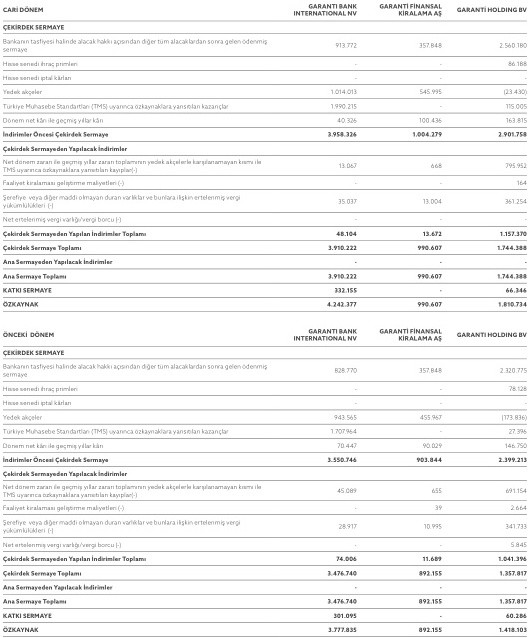 CARİ DÖNEM GARANTI BANK INTERNATIONAL NV GARANTİ FİNANSAL KİRALAMA AŞ GARANTI HOLDING BV
ÇEKİRDEK SERMAYE
Bankanın tasfiyesi halinde alacak hakkı açısından diğer tüm alacaklardan sonra gelen ödenmiş sermaye 913.772 357.848 2.560.180
Hisse senedi ihraç primleri - - 86.188
Hisse senedi iptal kârları - - -
Yedek akçeler 1.014.013 545.995 (23.430)
Türkiye Muhasebe Standartları (TMS) uyarınca özkaynaklara yansıtılan kazançlar 1.990.215 - 115.005
Dönem net kârı ile geçmiş yıllar kârı 40.326 100.436 163.815
İndirimler Öncesi Çekirdek Sermaye 3.958.326 1.004.279 2.901.758
Çekirdek Sermayeden Yapılacak İndirimler
Net dönem zararı ile geçmiş yıllar zararı toplamının yedek akçelerle karşılanamayan kısmı ile TMS uyarınca özkaynaklara yansıtılan kayıplar(-) 13.067 668 795.952
Faaliyet kiralaması geliştirme maliyetleri (-) - - 164
Şerefiye veya diğer maddi olmayan duran varlıklar ve bunlara ilişkin ertelenmiş vergi yükümlülükleri (-) 35.037 13.004 361.254
Net ertelenmiş vergi varlığı/vergi borcu (-) - - -
Çekirdek Sermayeden Yapılan İndirimler Toplamı 48.104 13.672 1.157.370
Çekirdek Sermaye Toplamı 3.910.222 990.607 1.744.388
Ana Sermayeden Yapılacak İndirimler - - -
Ana Sermaye Toplamı 3.910.222 990.607 1.744.388
KATKI SERMAYE 332.155 - 66.346
ÖZKAYNAK 4.242.377 990.607 1.810.734
ÖNCEKİ DÖNEM GARANTI BANK INTERNATIONAL NV GARANTİ FİNANSAL KİRALAMA AŞ GARANTI HOLDING BV
ÇEKİRDEK SERMAYE
Bankanın tasfiyesi halinde alacak hakkı açısından diğer tüm alacaklardan sonra gelen ödenmiş sermaye 828.770 357.848 2.320.775
Hisse senedi ihraç primleri - - 78.128
Hisse senedi iptal kârları - - -
Yedek akçeler 943.565 455.967 (173.836)
Türkiye Muhasebe Standartları (TMS) uyarınca özkaynaklara yansıtılan kazançlar 1.707.964 - 27.396
Dönem net kârı ile geçmiş yıllar kârı 70.447 90.029 146.750
İndirimler Öncesi Çekirdek Sermaye 3.550.746 903.844 2.399.213
Çekirdek Sermayeden Yapılacak İndirimler
Net dönem zararı ile geçmiş yıllar zararı toplamının yedek akçelerle karşılanamayan kısmı ile TMS uyarınca özkaynaklara yansıtılan kayıplar(-) 45.089 655 691.154
Faaliyet kiralaması geliştirme maliyetleri (-) - 39 2.664
Şerefiye veya diğer maddi olmayan duran varlıklar ve bunlara ilişkin ertelenmiş vergi yükümlülükleri (-) 28.917 10.995 341.733
Net ertelenmiş vergi varlığı/vergi borcu (-) - - 5.845
Çekirdek Sermayeden Yapılan İndirimler Toplamı 74.006 11.689 1.041.396
Çekirdek Sermaye Toplamı 3.476.740 892.155 1.357.817
Ana Sermayeden Yapılacak İndirimler - - -
Ana Sermaye Toplamı 3.476.740 892.155 1.357.817
KATKI SERMAYE 301.095 - 60.286
ÖZKAYNAK 3.777.835 892.155 1.418.103